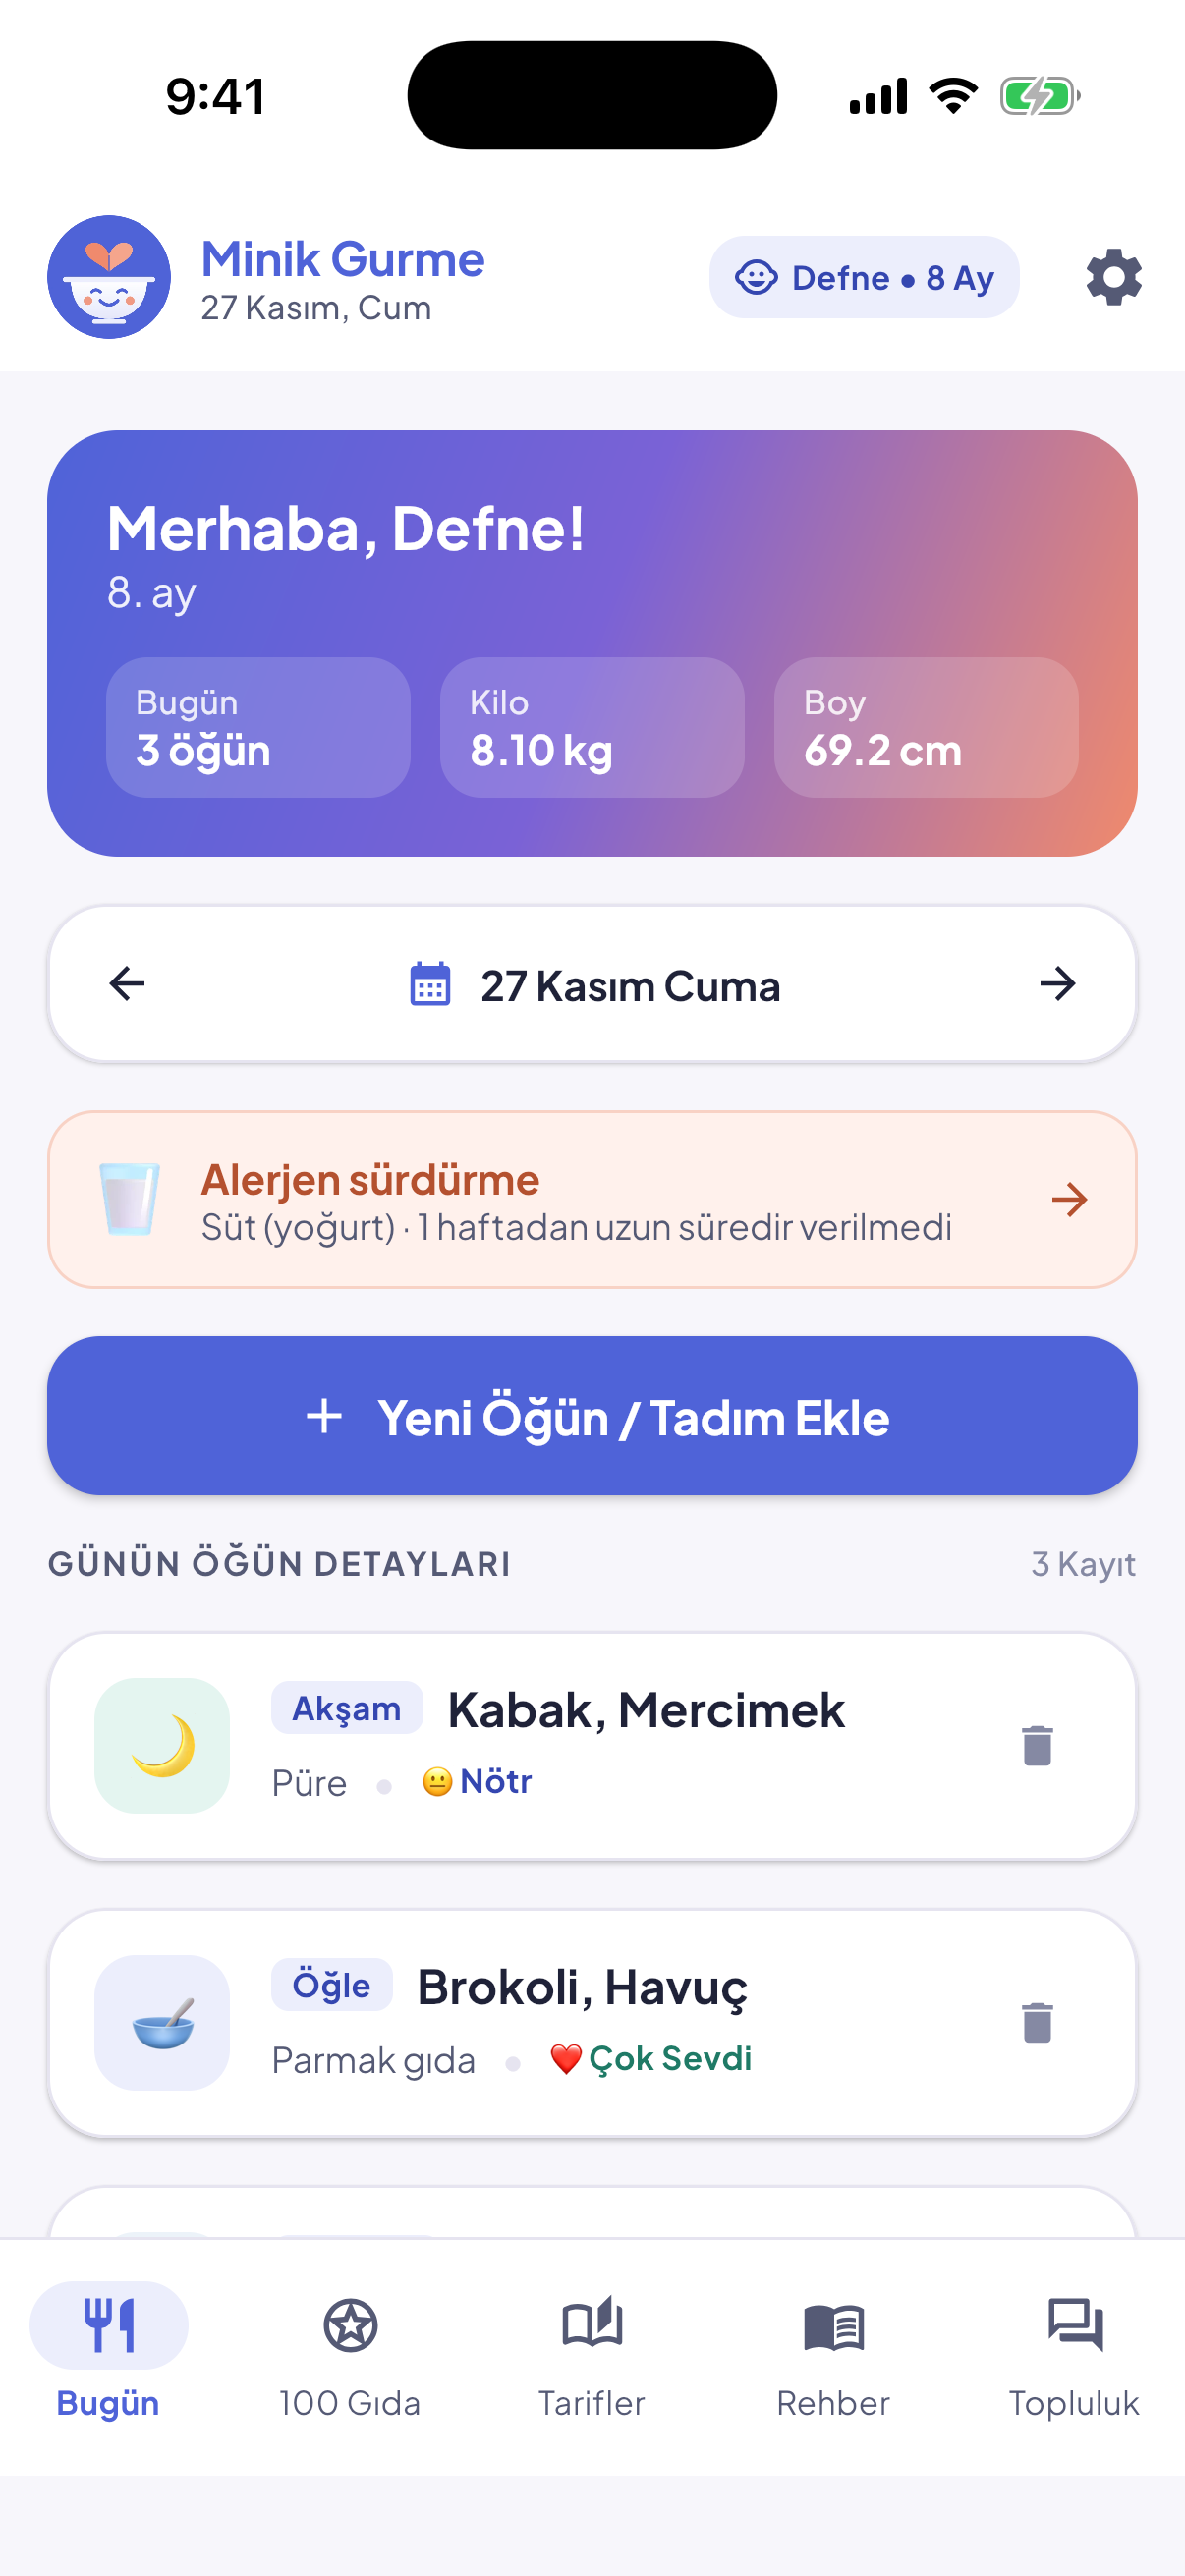 9:41
Minik Gurme
27 Kasım, Cum
Defne • 8 Ay
Merhaba, Defne!
8. ay
Bugün
3 öğün
Kilo
8.10 kg
Boy
69.2 cm
27 Kasım Cuma
Alerjen sürdürme
Süt (yoğurt) · 1 haftadan uzun süredir verilmedi
+ Yeni Öğün / Tadım Ekle
GÜNÜN ÖĞÜN DETAYLARI
3 Kayıt
Akşam Kabak, Mercimek
Püre • Nötr
Öğle Brokoli, Havuç
Parmak gıda • Çok Sevdi
Bugün
100 Gıda
Tarifler
Rehber
Topluluk